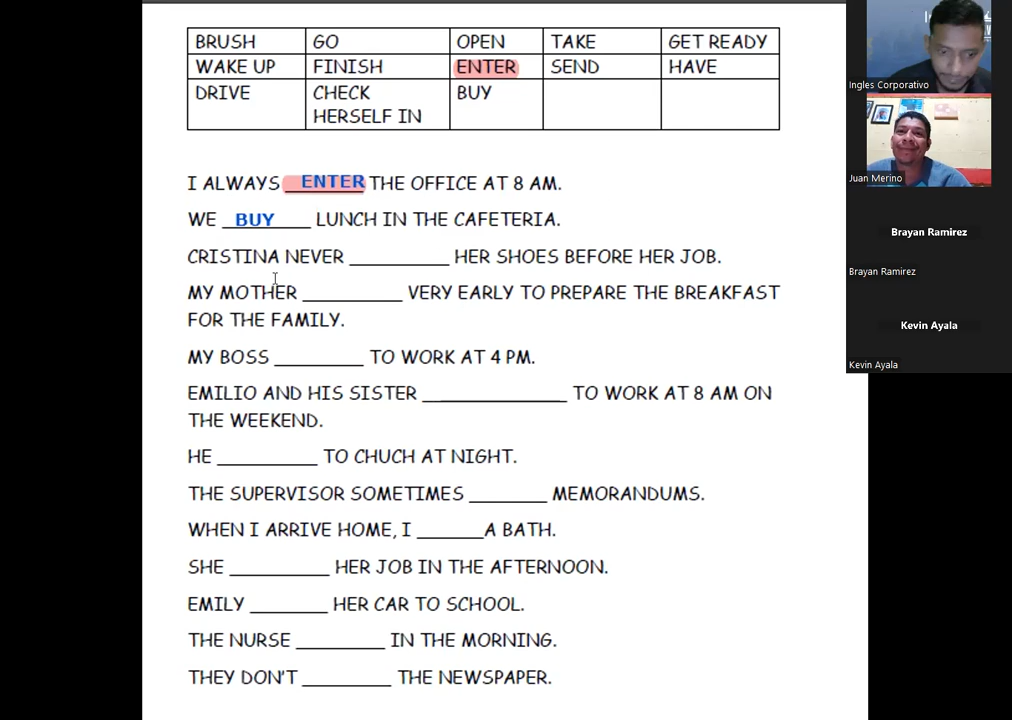 BRUSH GO OPEN TAKE GET READY
WAKE UP FINISH ENTER SEND HAVE
DRIVE CHECK HERSELF IN BUY
I ALWAYS ENTER THE OFFICE AT 8 AM.
WE BUY LUNCH IN THE CAFETERIA.
CRISTINA NEVER __________ HER SHOES BEFORE HER JOB.
MY MOTHER __________ VERY EARLY TO PREPARE THE BREAKFAST
FOR THE FAMILY.
MY BOSS _________ TO WORK AT 4 PM.
EMILIO AND HIS SISTER ______________ TO WORK AT 8 AM ON
THE WEEKEND.
HE __________ TO CHUCH AT NIGHT.
THE SUPERVISOR SOMETIMES ________ MEMORANDUMS.
WHEN I ARRIVE HOME, I _______A BATH.
SHE __________ HER JOB IN THE AFTERNOON.
EMILY ________ HER CAR TO SCHOOL.
THE NURSE _________ IN THE MORNING.
THEY DON'T _________ THE NEWSPAPER.
Ingles Corporativo
Juan Merino
Brayan Ramirez
Brayan Ramirez
Kevin Ayala
Kevin Ayala